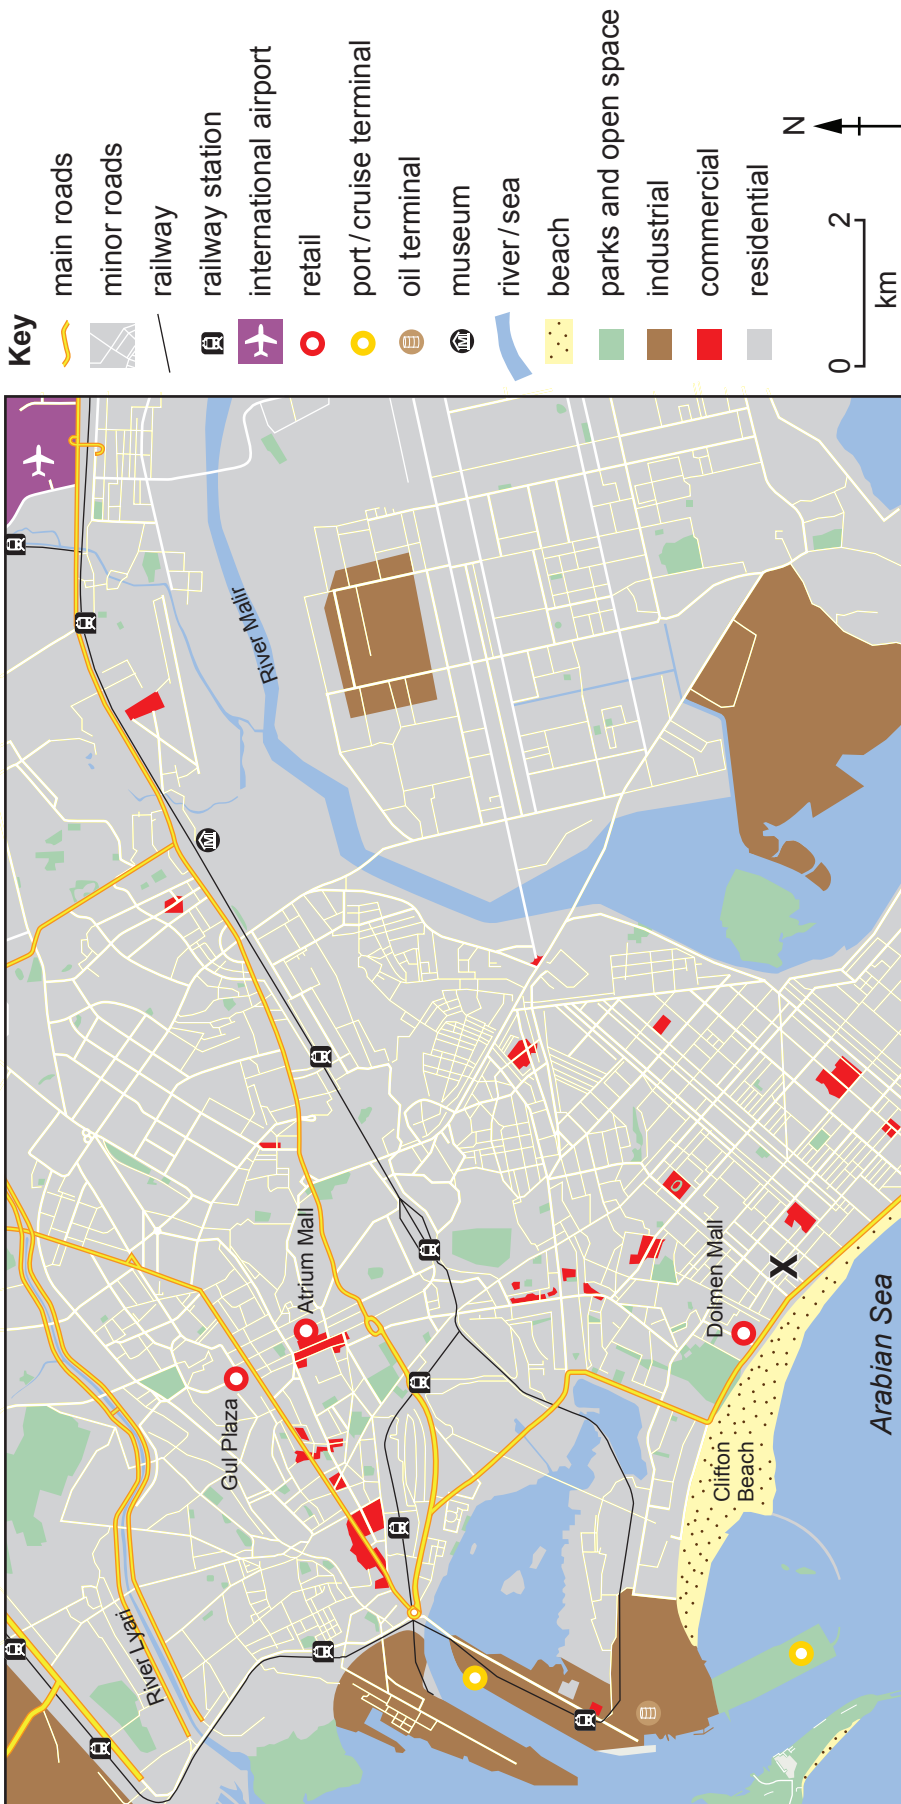 River Lyari
Gul Plaza
Atrium Mall
River Malir
Dolmen Mall
X
Clifton
Beach
Arabian Sea
Key
main roads
minor roads
railway
railway station
international airport
retail
port / cruise terminal
oil terminal
M
museum
river / sea
beach
parks and open space
industrial
commercial
residential
N
0
2
km